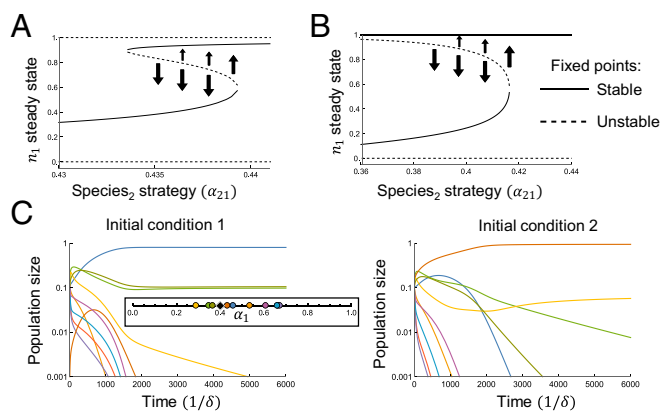 A
n₁ steady state
1
0.8
0.6
0.4
0.2
0
0.43
0.435
0.44
Species₂ strategy (α₂₁)
B
n₁ steady state
1.0
0.8
0.6
0.4
0.2
0
0.36
0.38
0.40
0.42
0.44
Species₂ strategy (α₂₁)
Fixed points:
Stable
Unstable
C
Initial condition 1
Population size
1
0.1
0.01
0.001
0
1000
2000
3000
4000
5000
6000
Time (1/δ)
0.0
0.2
0.4
0.6
0.8
1.0
α₁
Initial condition 2
Population size
1
0.1
0.01
0.001
0
1000
2000
3000
4000
5000
6000
Time (1/δ)